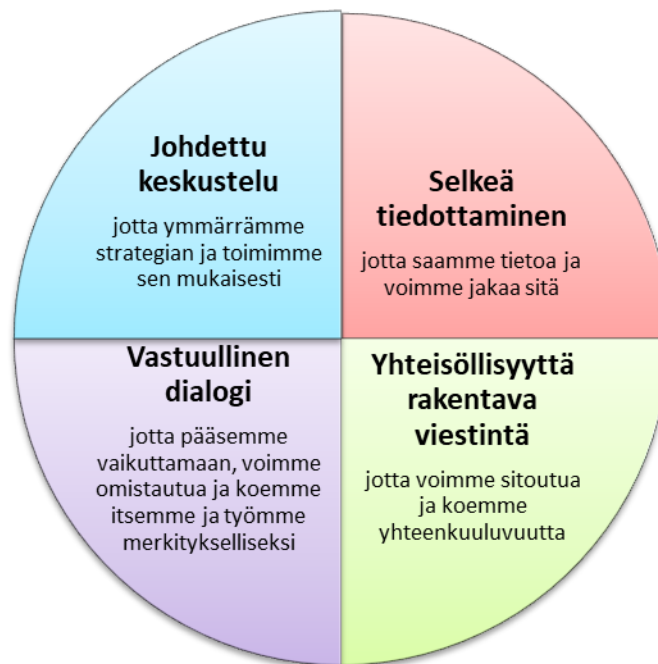 Johdettu
keskustelu
jotta ymmärrämme
strategian ja toimimme
sen mukaisesti
Selkeä
tiedottaminen
jotta saamme tietoa ja
voimme jakaa sitä
Vastuullinen
dialogi
jotta pääsemme
vaikuttamaan, voimme
omistautua ja koemme
itsemme ja työmme
merkitykselliseksi
Yhteisöllisyyttä
rakentava
viestintä
jotta voimme sitoutua
ja koemme
yhteenkuuluvuutta